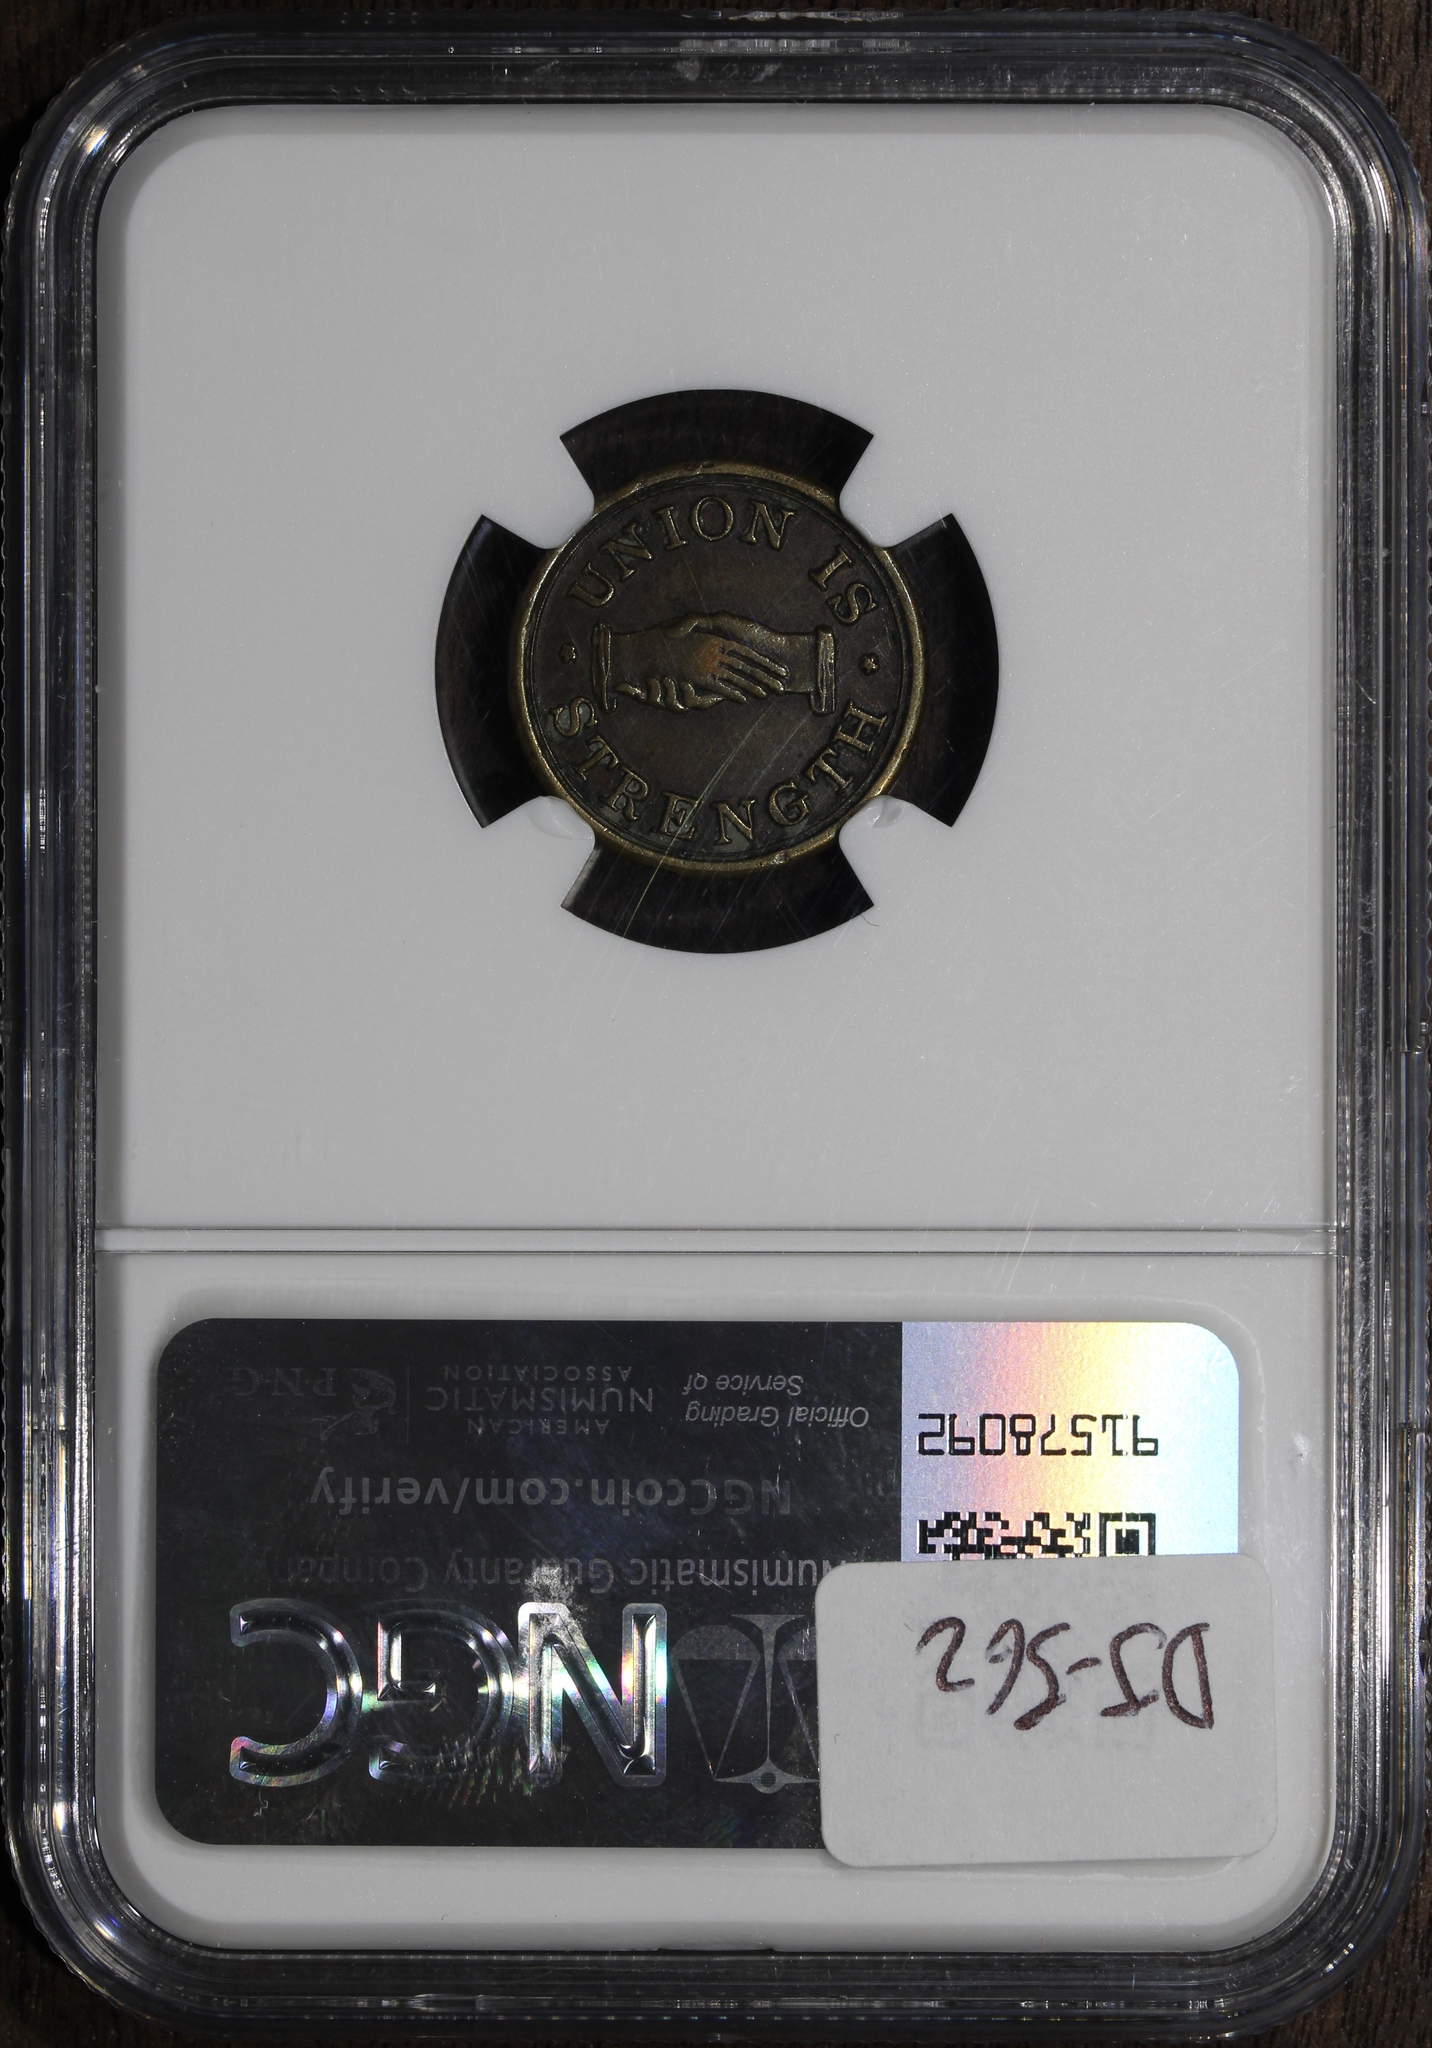 UNION IS
STRENGTH
DJ-562
NGC
Numismatic Guaranty Company
NGCcoin.com/verify
91578092
Official Grading
Service of
AMERICAN
NUMISMATIC
ASSOCIATION
P·N·G